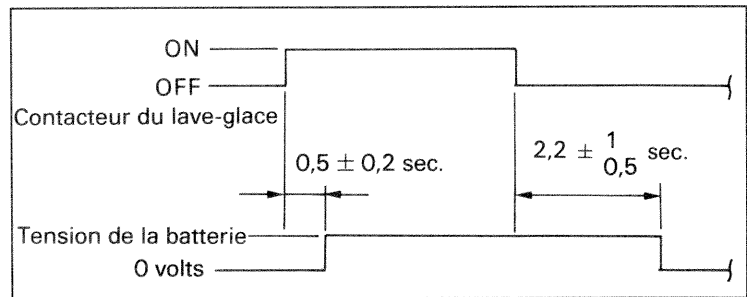 ON
OFF
Contacteur du lave-glace
0,5 ± 0,2 sec.
2,2 ± 1 0,5 sec.
Tension de la batterie
0 volts